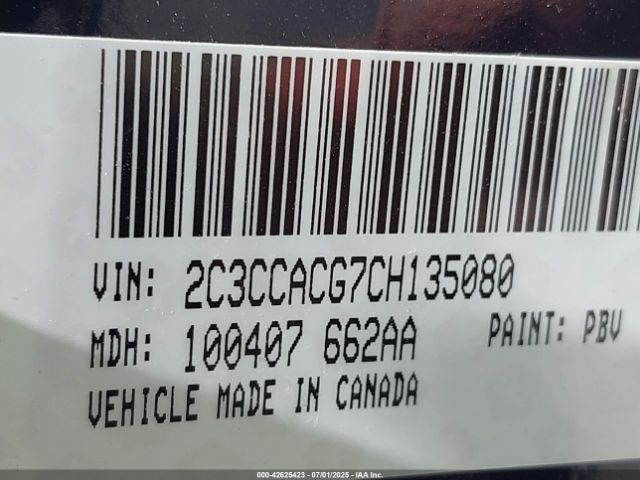 VIN: 2C3CCACG7CH135080
MDH: 100407 662AA PAINT: PBV
VEHICLE MADE IN CANADA
000-42625423 - 07/01/2025 - IAA Inc.